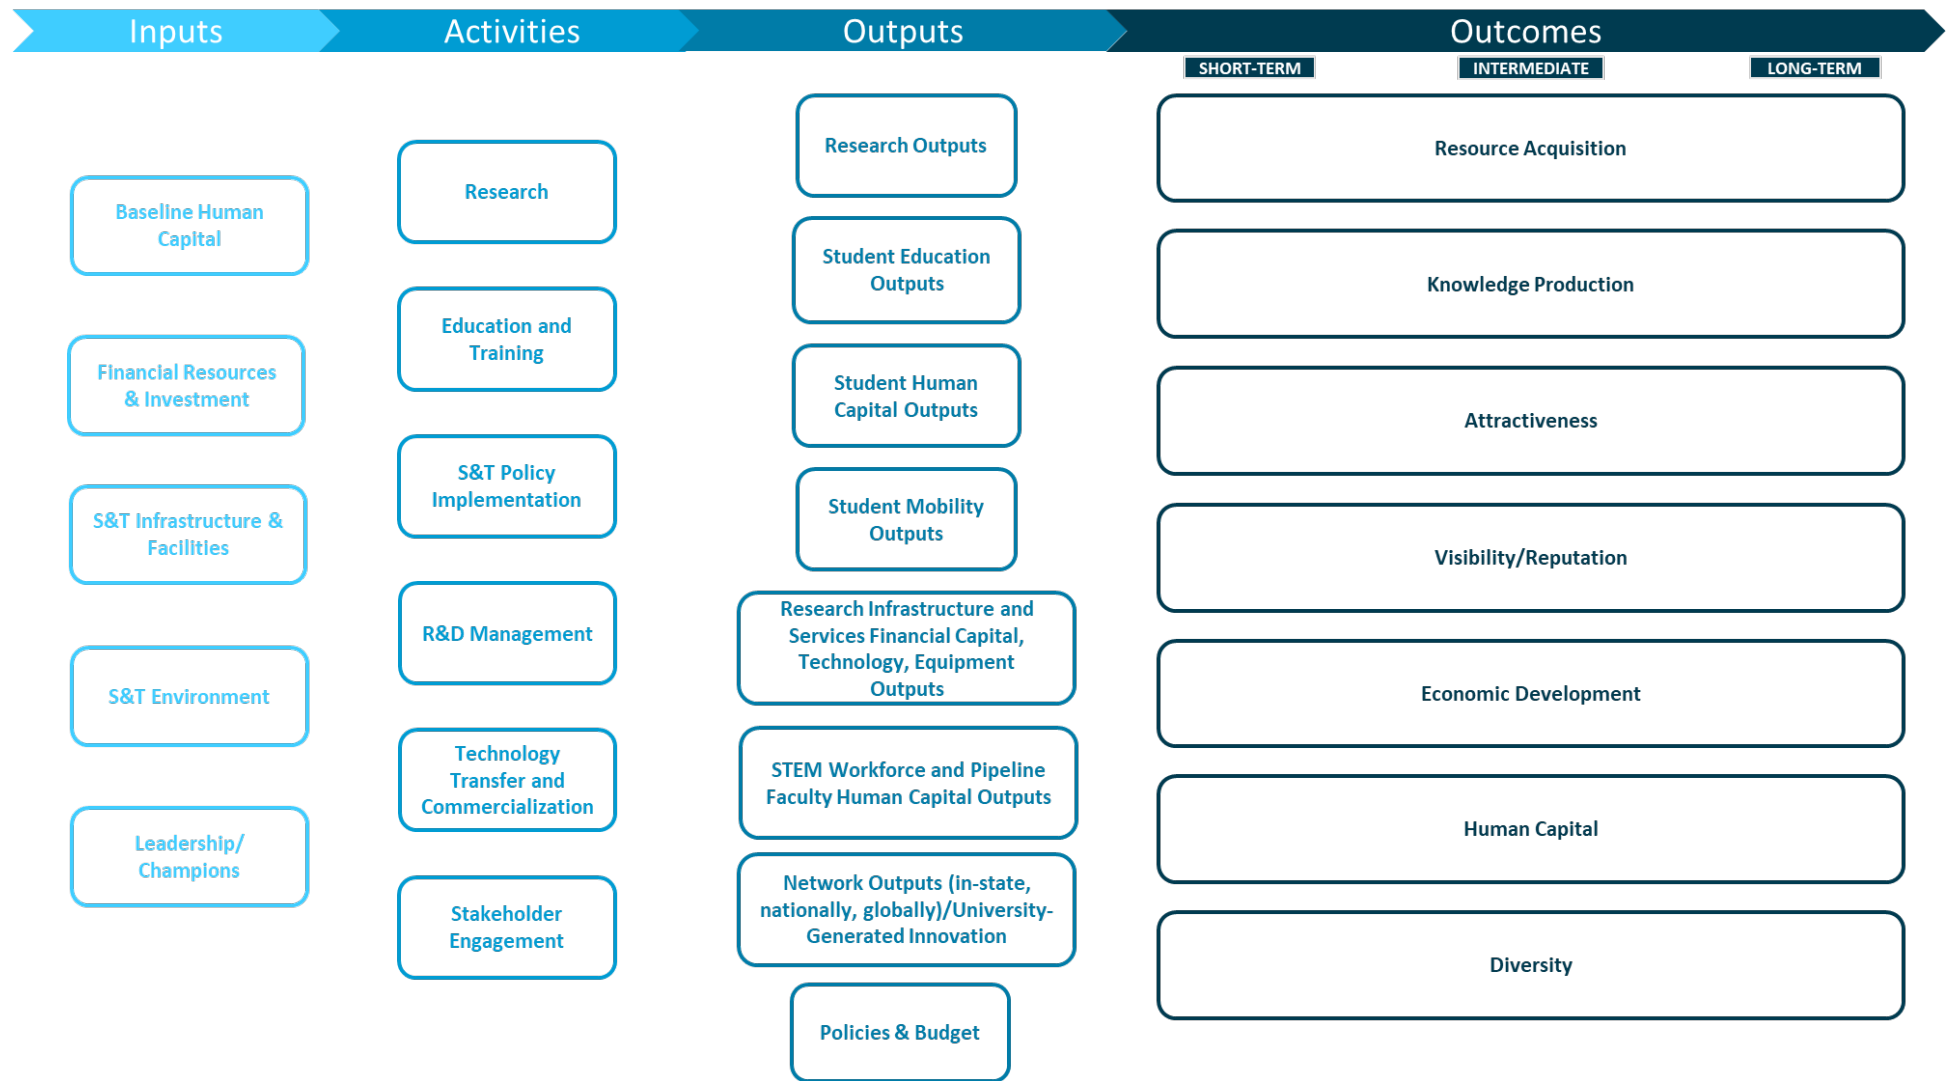 Inputs
Activities
Outputs
Outcomes
SHORT-TERM
INTERMEDIATE
LONG-TERM
Baseline Human
Capital
Financial Resources
& Investment
S&T Infrastructure &
Facilities
S&T Environment
Leadership/
Champions
Research
Education and
Training
S&T Policy
Implementation
R&D Management
Technology
Transfer and
Commercialization
Stakeholder
Engagement
Research Outputs
Student Education
Outputs
Student Human
Capital Outputs
Student Mobility
Outputs
Research Infrastructure and
Services Financial Capital,
Technology, Equipment
Outputs
STEM Workforce and Pipeline
Faculty Human Capital Outputs
Network Outputs (in-state,
nationally, globally)/University-
Generated Innovation
Policies & Budget
Resource Acquisition
Knowledge Production
Attractiveness
Visibility/Reputation
Economic Development
Human Capital
Diversity